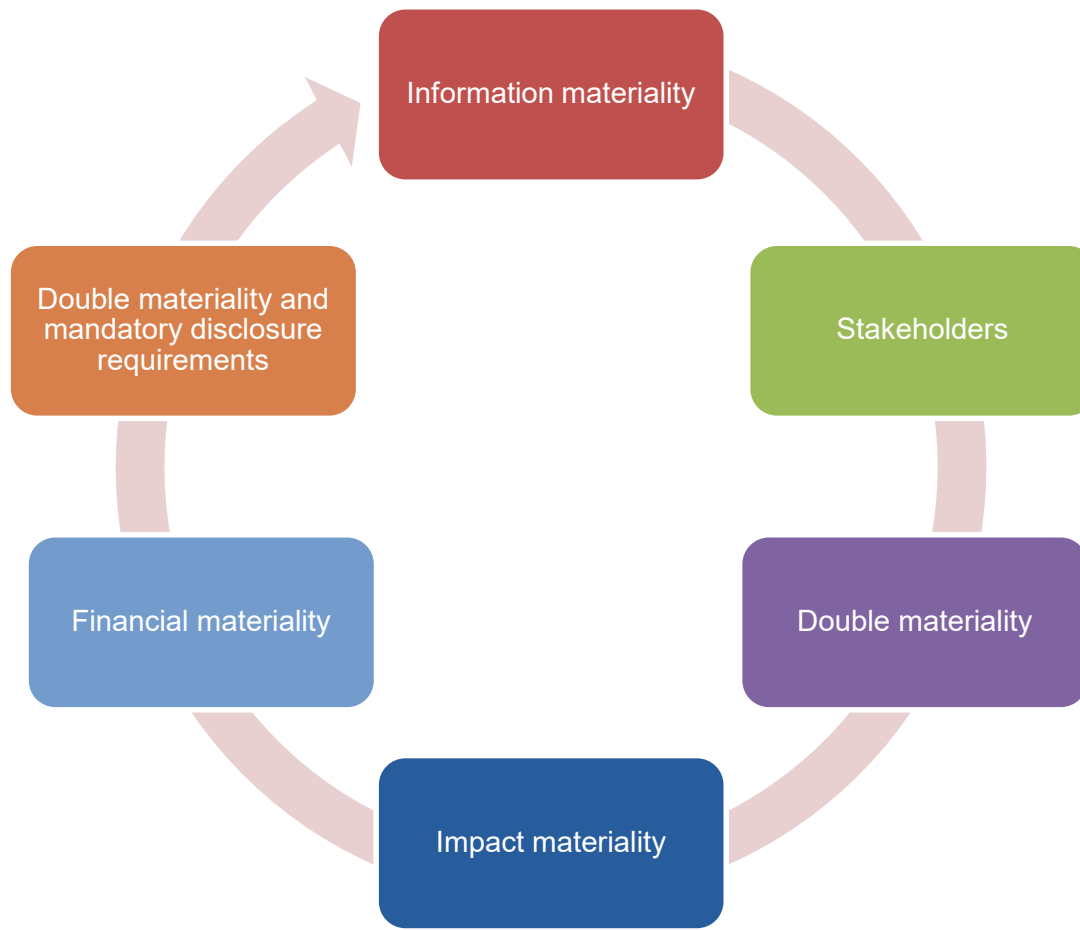 Information materiality
Stakeholders
Double materiality
Impact materiality
Financial materiality
Double materiality and
mandatory disclosure
requirements